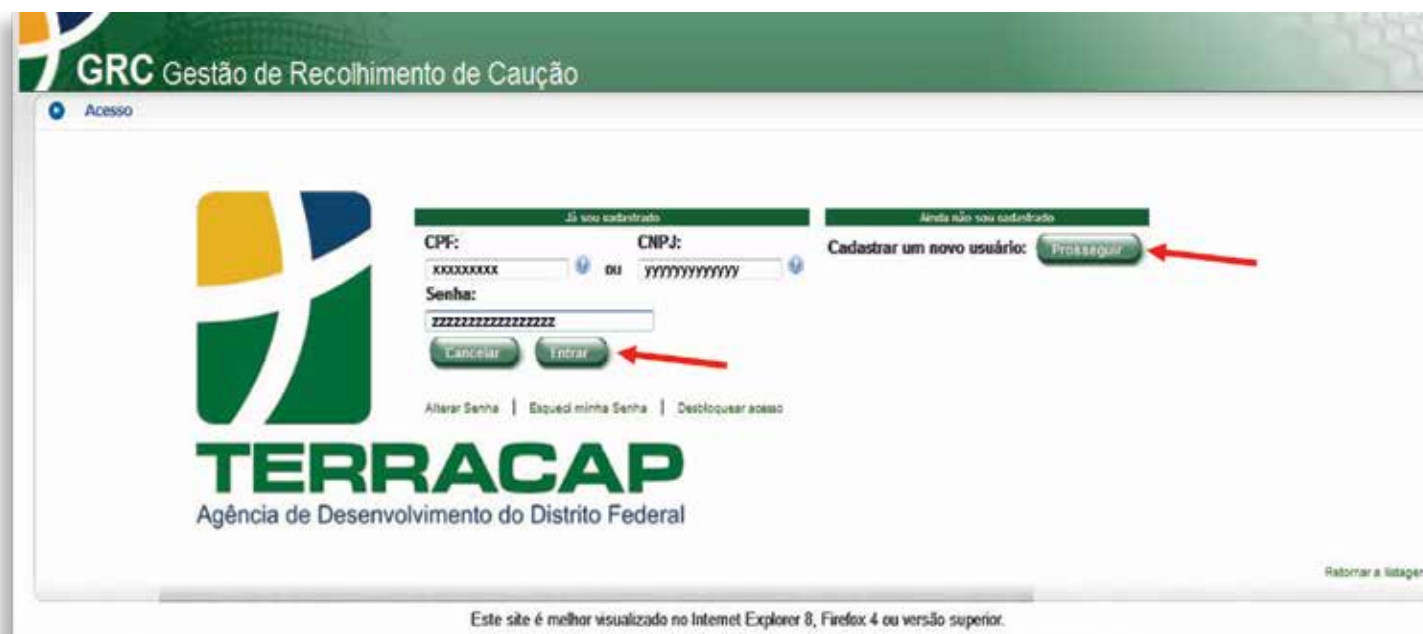 GRC Gestão de Recolhimento de Caução
Acesso
Já sou cadastrado
CPF:
CNPJ:
xxxxxxxxx
ou
yyyyyyyyyyyyy
Senha:
zzzzzzzzzzzzzzzzzz
Cancelar
Entrar
Alterar Senha | Esqueci minha Senha | Desbloquear acesso
Ainda não sou cadastrado
Cadastrar um novo usuário:
Prosseguir
TERRACAP
Agência de Desenvolvimento do Distrito Federal
Retornar a listagem
Este site é melhor visualizado no Internet Explorer 8, Firefox 4 ou versão superior.